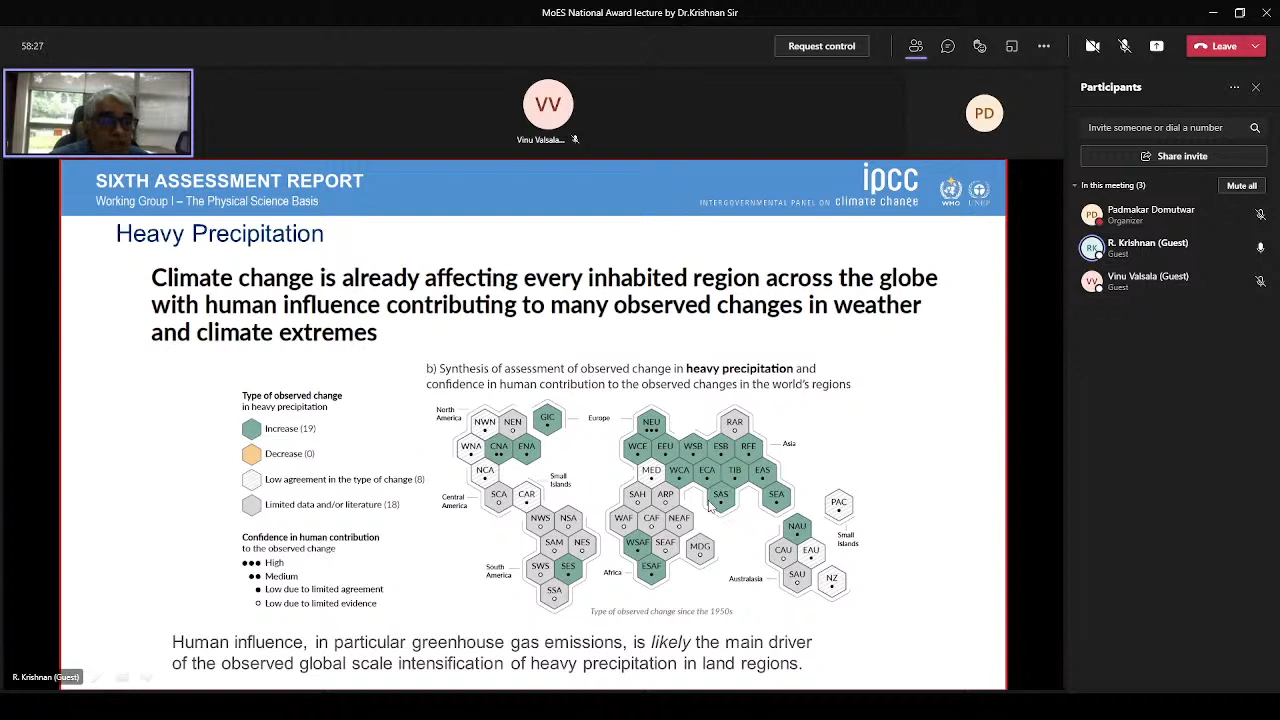 MoES National Award lecture by Dr.Krishnan Sir
58:27
Request control
Leave
VV
Vinu Valsala...
PD
Participants
Invite someone or dial a number
Share invite
In this meeting (3)
Mute all
PD
Padmakar Domutwar
Organizer
RK
R. Krishnan (Guest)
Guest
VV
Vinu Valsala (Guest)
Guest
SIXTH ASSESSMENT REPORT
Working Group I – The Physical Science Basis
ipcc
INTERGOVERNMENTAL PANEL ON climate change
WMO
UNEP
Heavy Precipitation
Climate change is already affecting every inhabited region across the globe
with human influence contributing to many observed changes in weather
and climate extremes
b) Synthesis of assessment of observed change in heavy precipitation and
confidence in human contribution to the observed changes in the world's regions
Type of observed change
in heavy precipitation
Increase (19)
Decrease (0)
Low agreement in the type of change (8)
Limited data and/or literature (18)
Confidence in human contribution
to the observed change
High
Medium
Low due to limited agreement
Low due to limited evidence
North
America
GIC
Europe
NWN NEN
NEU
RAR
WNA CNA ENA
WCE EEU WSB ESB RFE
Asia
NCA
MED WCA ECA TIB EAS
Small
Islands
Central
America
SCA CAR
SAH ARP
SAS
SEA
PAC
NWS NSA
WAF CAF NEAF
NAU
Small
Islands
SAM NES
WSAF SEAF MDG
CAU EAU
South
America
SWS SES
Africa
ESAF
Australasia
SAU NZ
SSA
Type of observed change since the 1950s
Human influence, in particular greenhouse gas emissions, is likely the main driver
of the observed global scale intensification of heavy precipitation in land regions.
R. Krishnan (Guest)